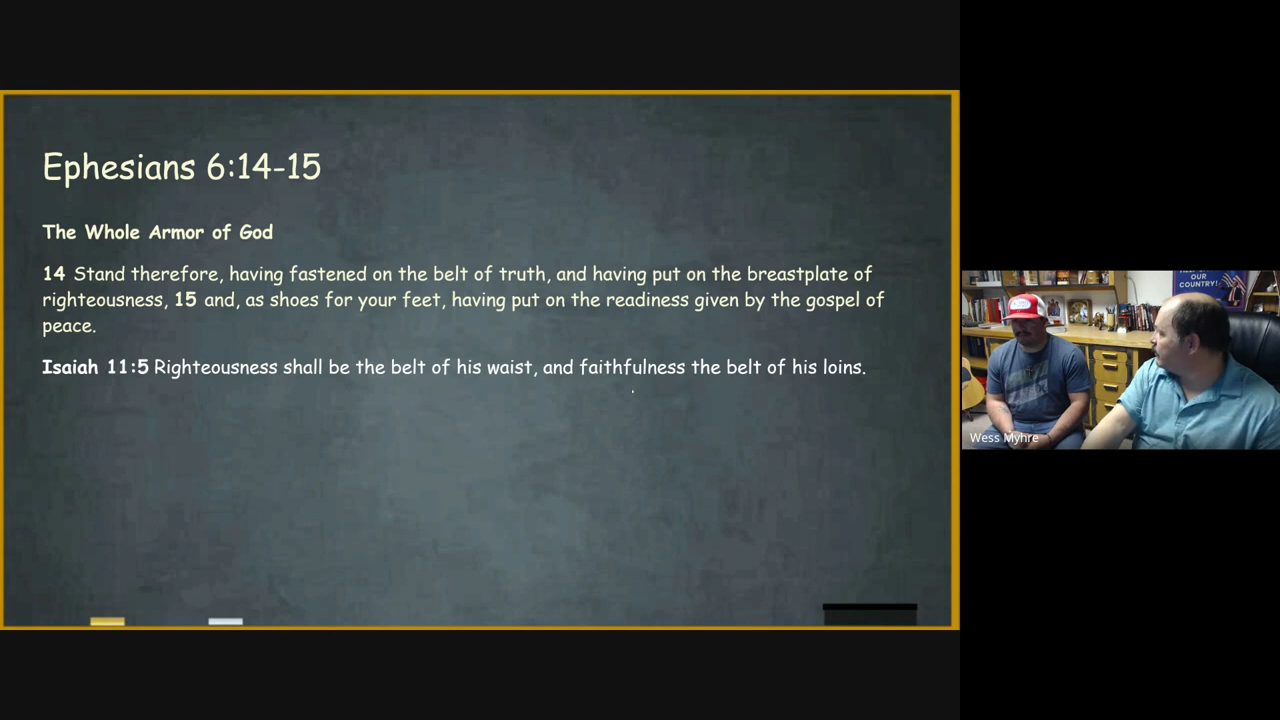 Ephesians 6:14-15
The Whole Armor of God
14 Stand therefore, having fastened on the belt of truth, and having put on the breastplate of
righteousness, 15 and, as shoes for your feet, having put on the readiness given by the gospel of
peace.
Isaiah 11:5 Righteousness shall be the belt of his waist, and faithfulness the belt of his loins.
OUR
COUNTRY!
Wess Myhre